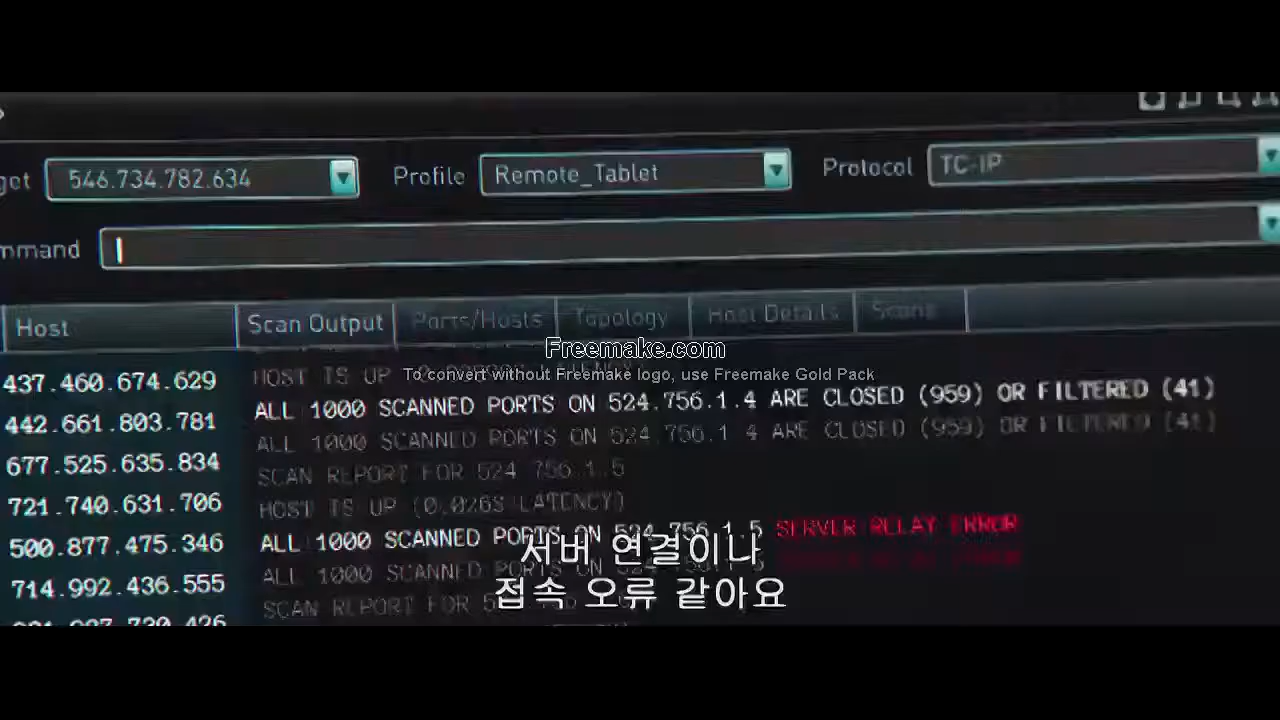 get 546.734.782.634 Profile Remote_Tablet Protocol TC-IP
mmand
Host Scan Output Ports/Hosts Topology Host Details Scans
Freemake.com
To convert without Freemake logo, use Freemake Gold Pack
437.460.674.629
442.661.803.781
677.525.635.834
721.740.631.706
500.877.475.346
714.992.436.555
HOST IS UP
ALL 1000 SCANNED PORTS ON 524.756.1.4 ARE CLOSED (959) OR FILTERED (41)
ALL 1000 SCANNED PORTS ON 524.756.1.4 ARE CLOSED (959) OR FILTERED (41)
SCAN REPORT FOR 524.756.1.5
HOST IS UP (0.026S LATENCY)
ALL 1000 SCANNED PORTS ON 524.756.1.5 SERVER RELAY ERROR
ALL 1000 SCANNED PORTS ON
SCAN REPORT FOR
서버 연결이나
접속 오류 같아요